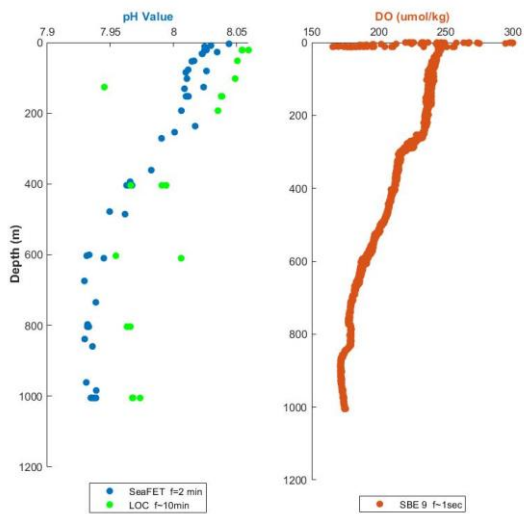 pH Value
7.9 7.95 8 8.05
0
200
400
600
800
1000
1200
Depth (m)
SeaFET f=2 min
LOC f~10min
DO (umol/kg)
150 200 250 300
0
200
400
600
800
1000
1200
SBE 9 f~1sec